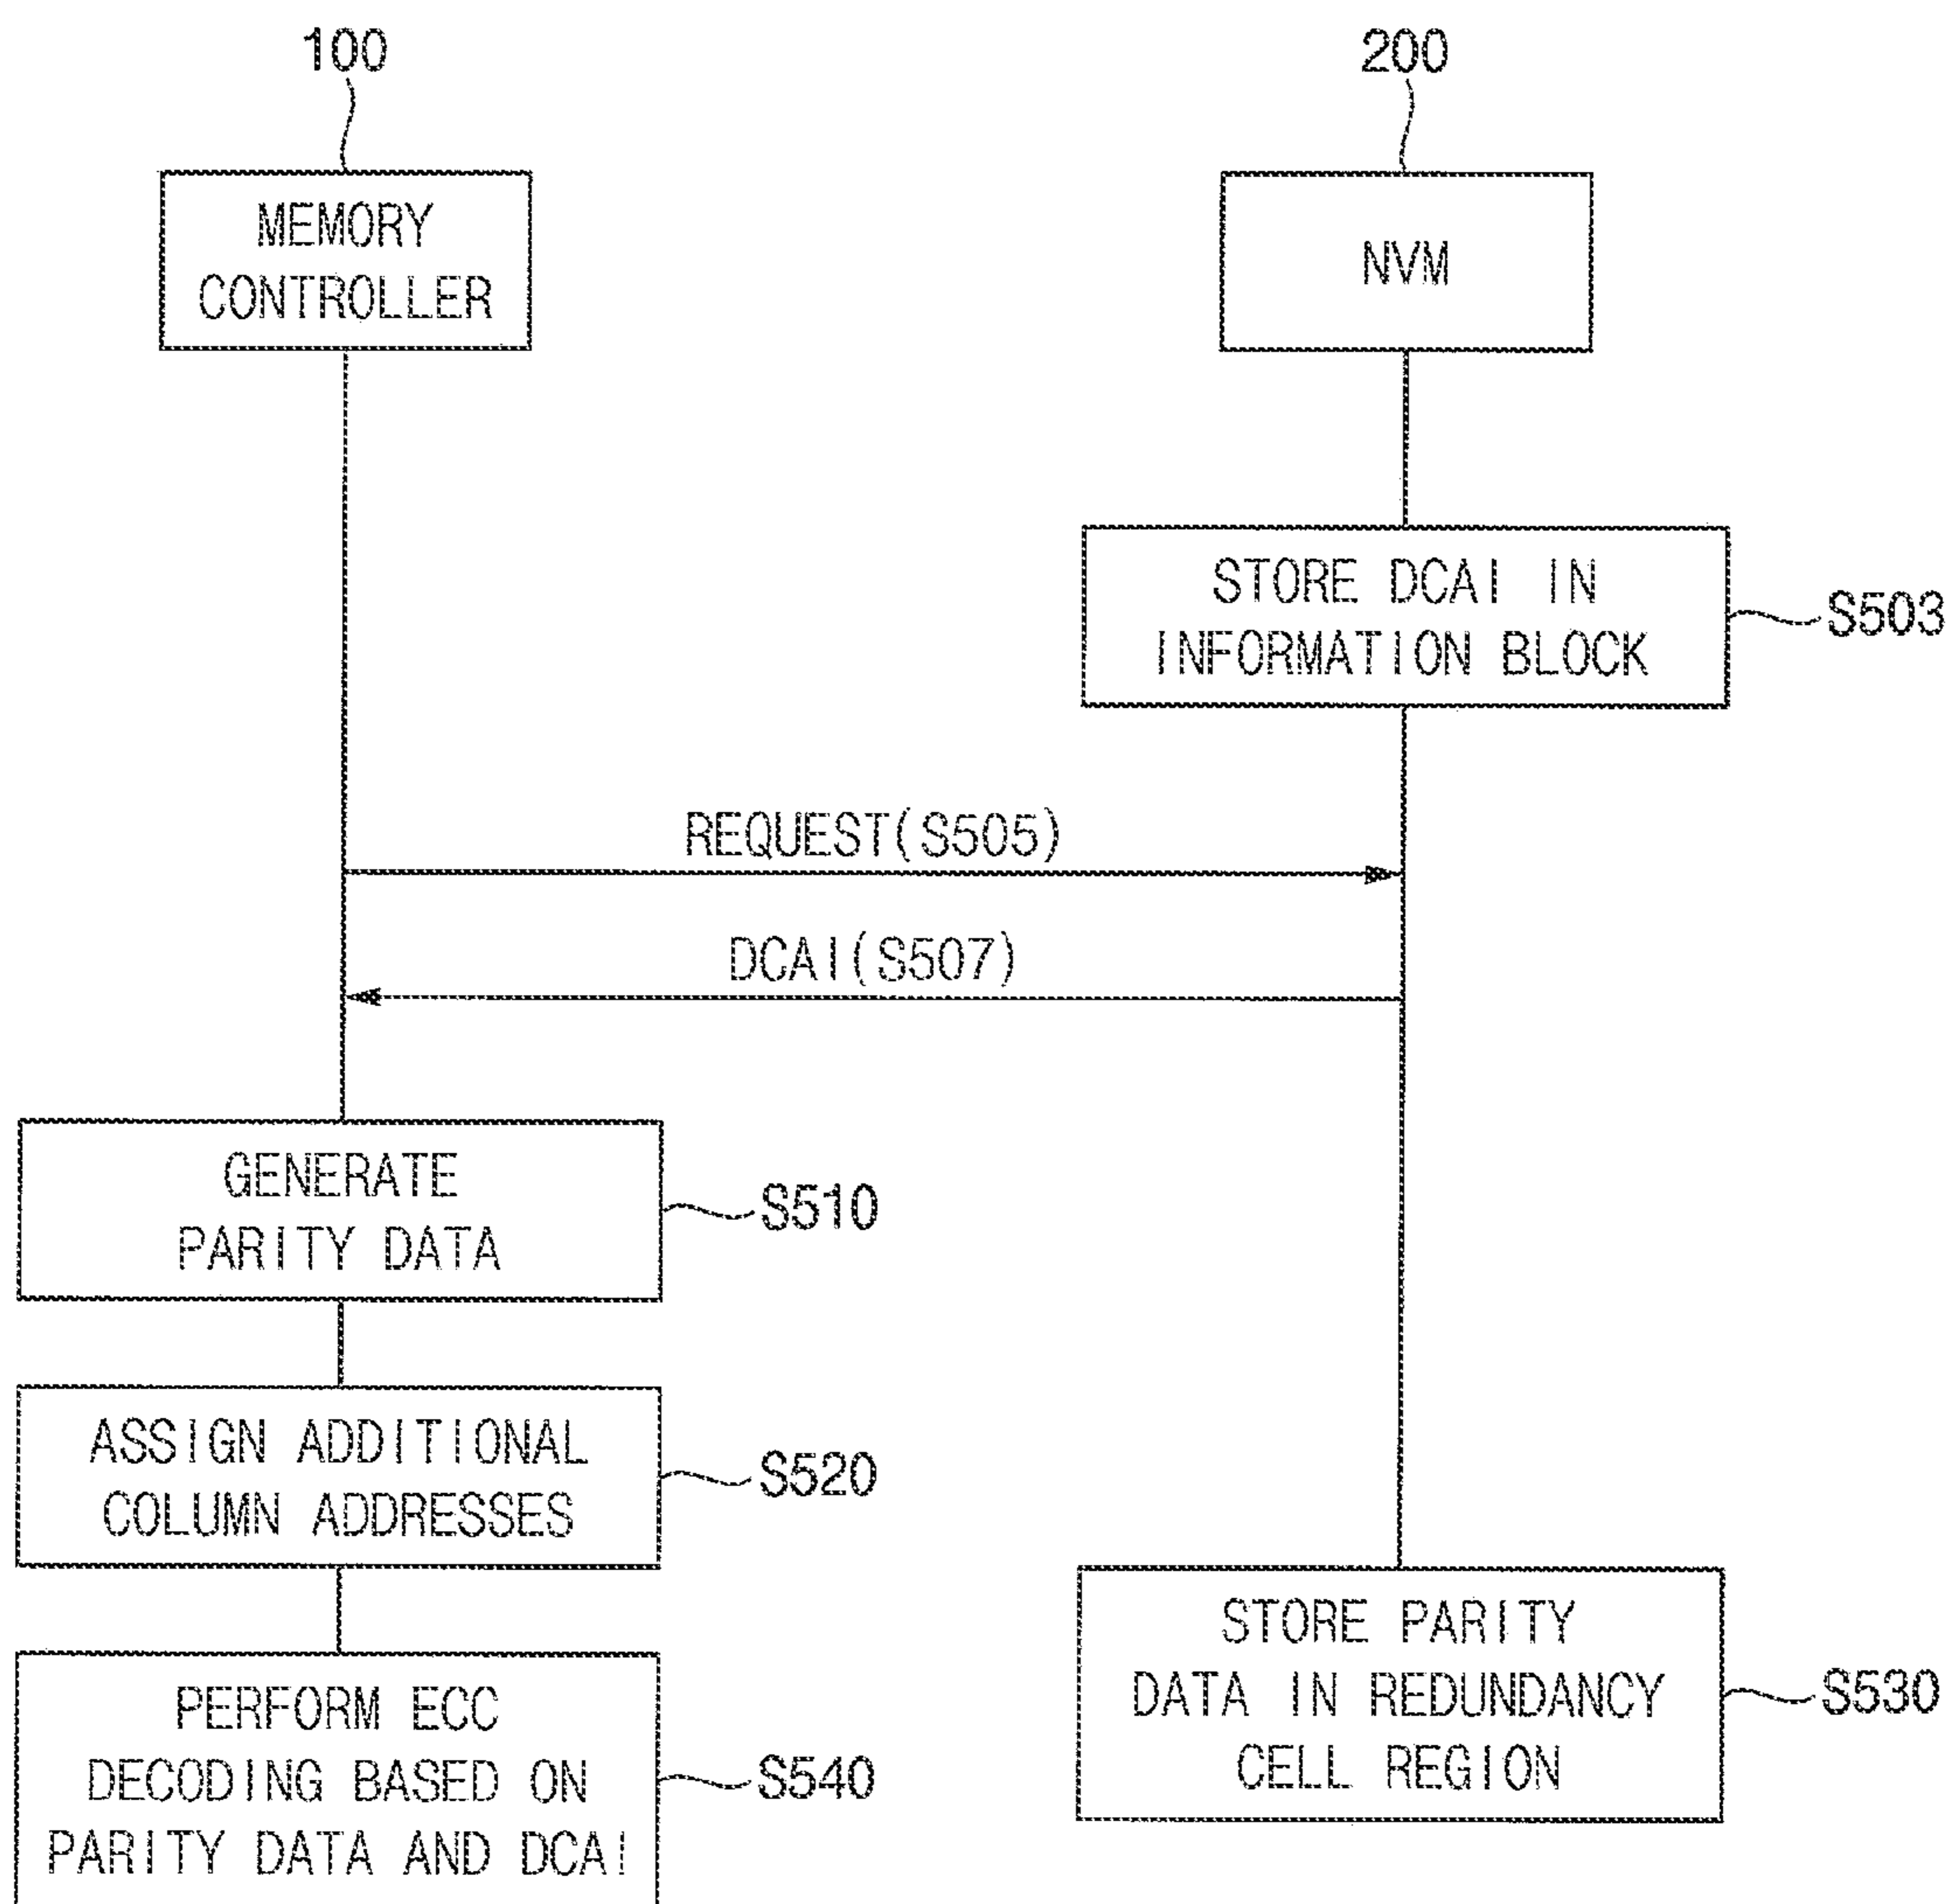 100
200
MEMORY
CONTROLLER
NVM
STORE DCAI IN
INFORMATION BLOCK
S503
REQUEST(S505)
DCAI(S507)
GENERATE
PARITY DATA
S510
ASSIGN ADDITIONAL
COLUMN ADDRESSES
S520
STORE PARITY
DATA IN REDUNDANCY
CELL REGION
S530
PERFORM ECC
DECODING BASED ON
PARITY DATA AND DCAI
S540